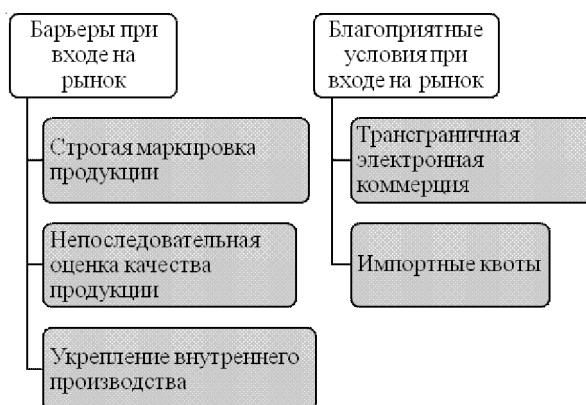 Барьеры при
входе на
рынок
Строгая маркировка
продукции
Непоследовательная
оценка качества
продукции
Укрепление внутреннего
производства
Благоприятные
условия при
входе на рынок
Трансграничная
электронная
коммерция
Импортные квоты